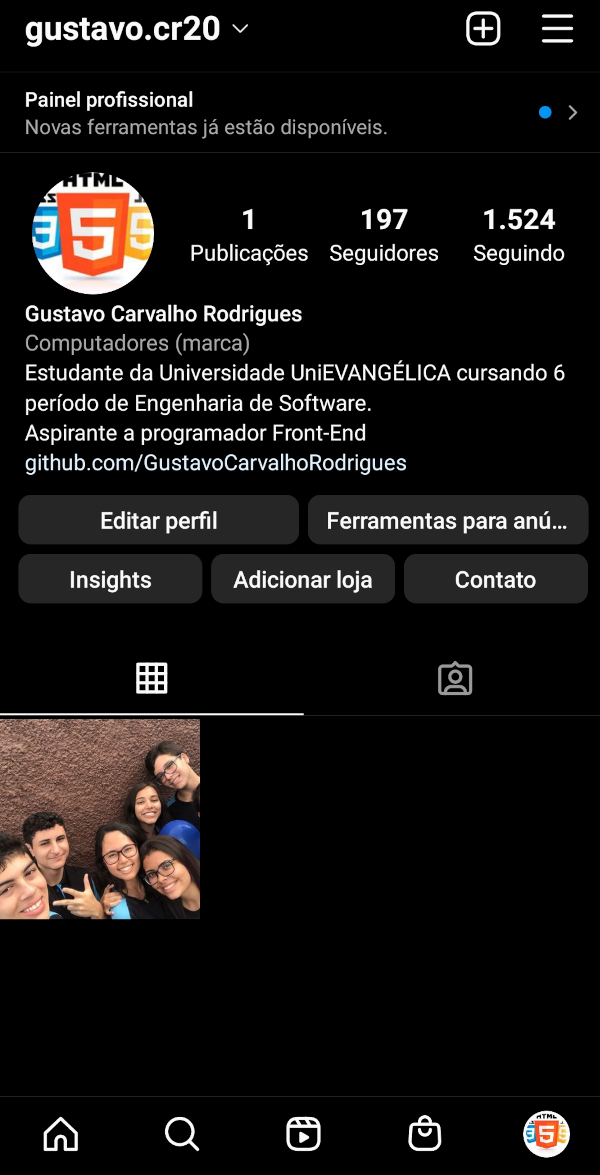 gustavo.cr20
Painel profissional
Novas ferramentas já estão disponíveis.
HTML
1
197
1.524
5
Publicações
Seguidores
Seguindo
Gustavo Carvalho Rodrigues
Computadores (marca)
Estudante da Universidade UniEVANGÉLICA cursando 6
período de Engenharia de Software.
Aspirante a programador Front-End
github.com/GustavoCarvalhoRodrigues
Editar perfil
Ferramentas para anú...
Insights
Adicionar loja
Contato
HTML
5